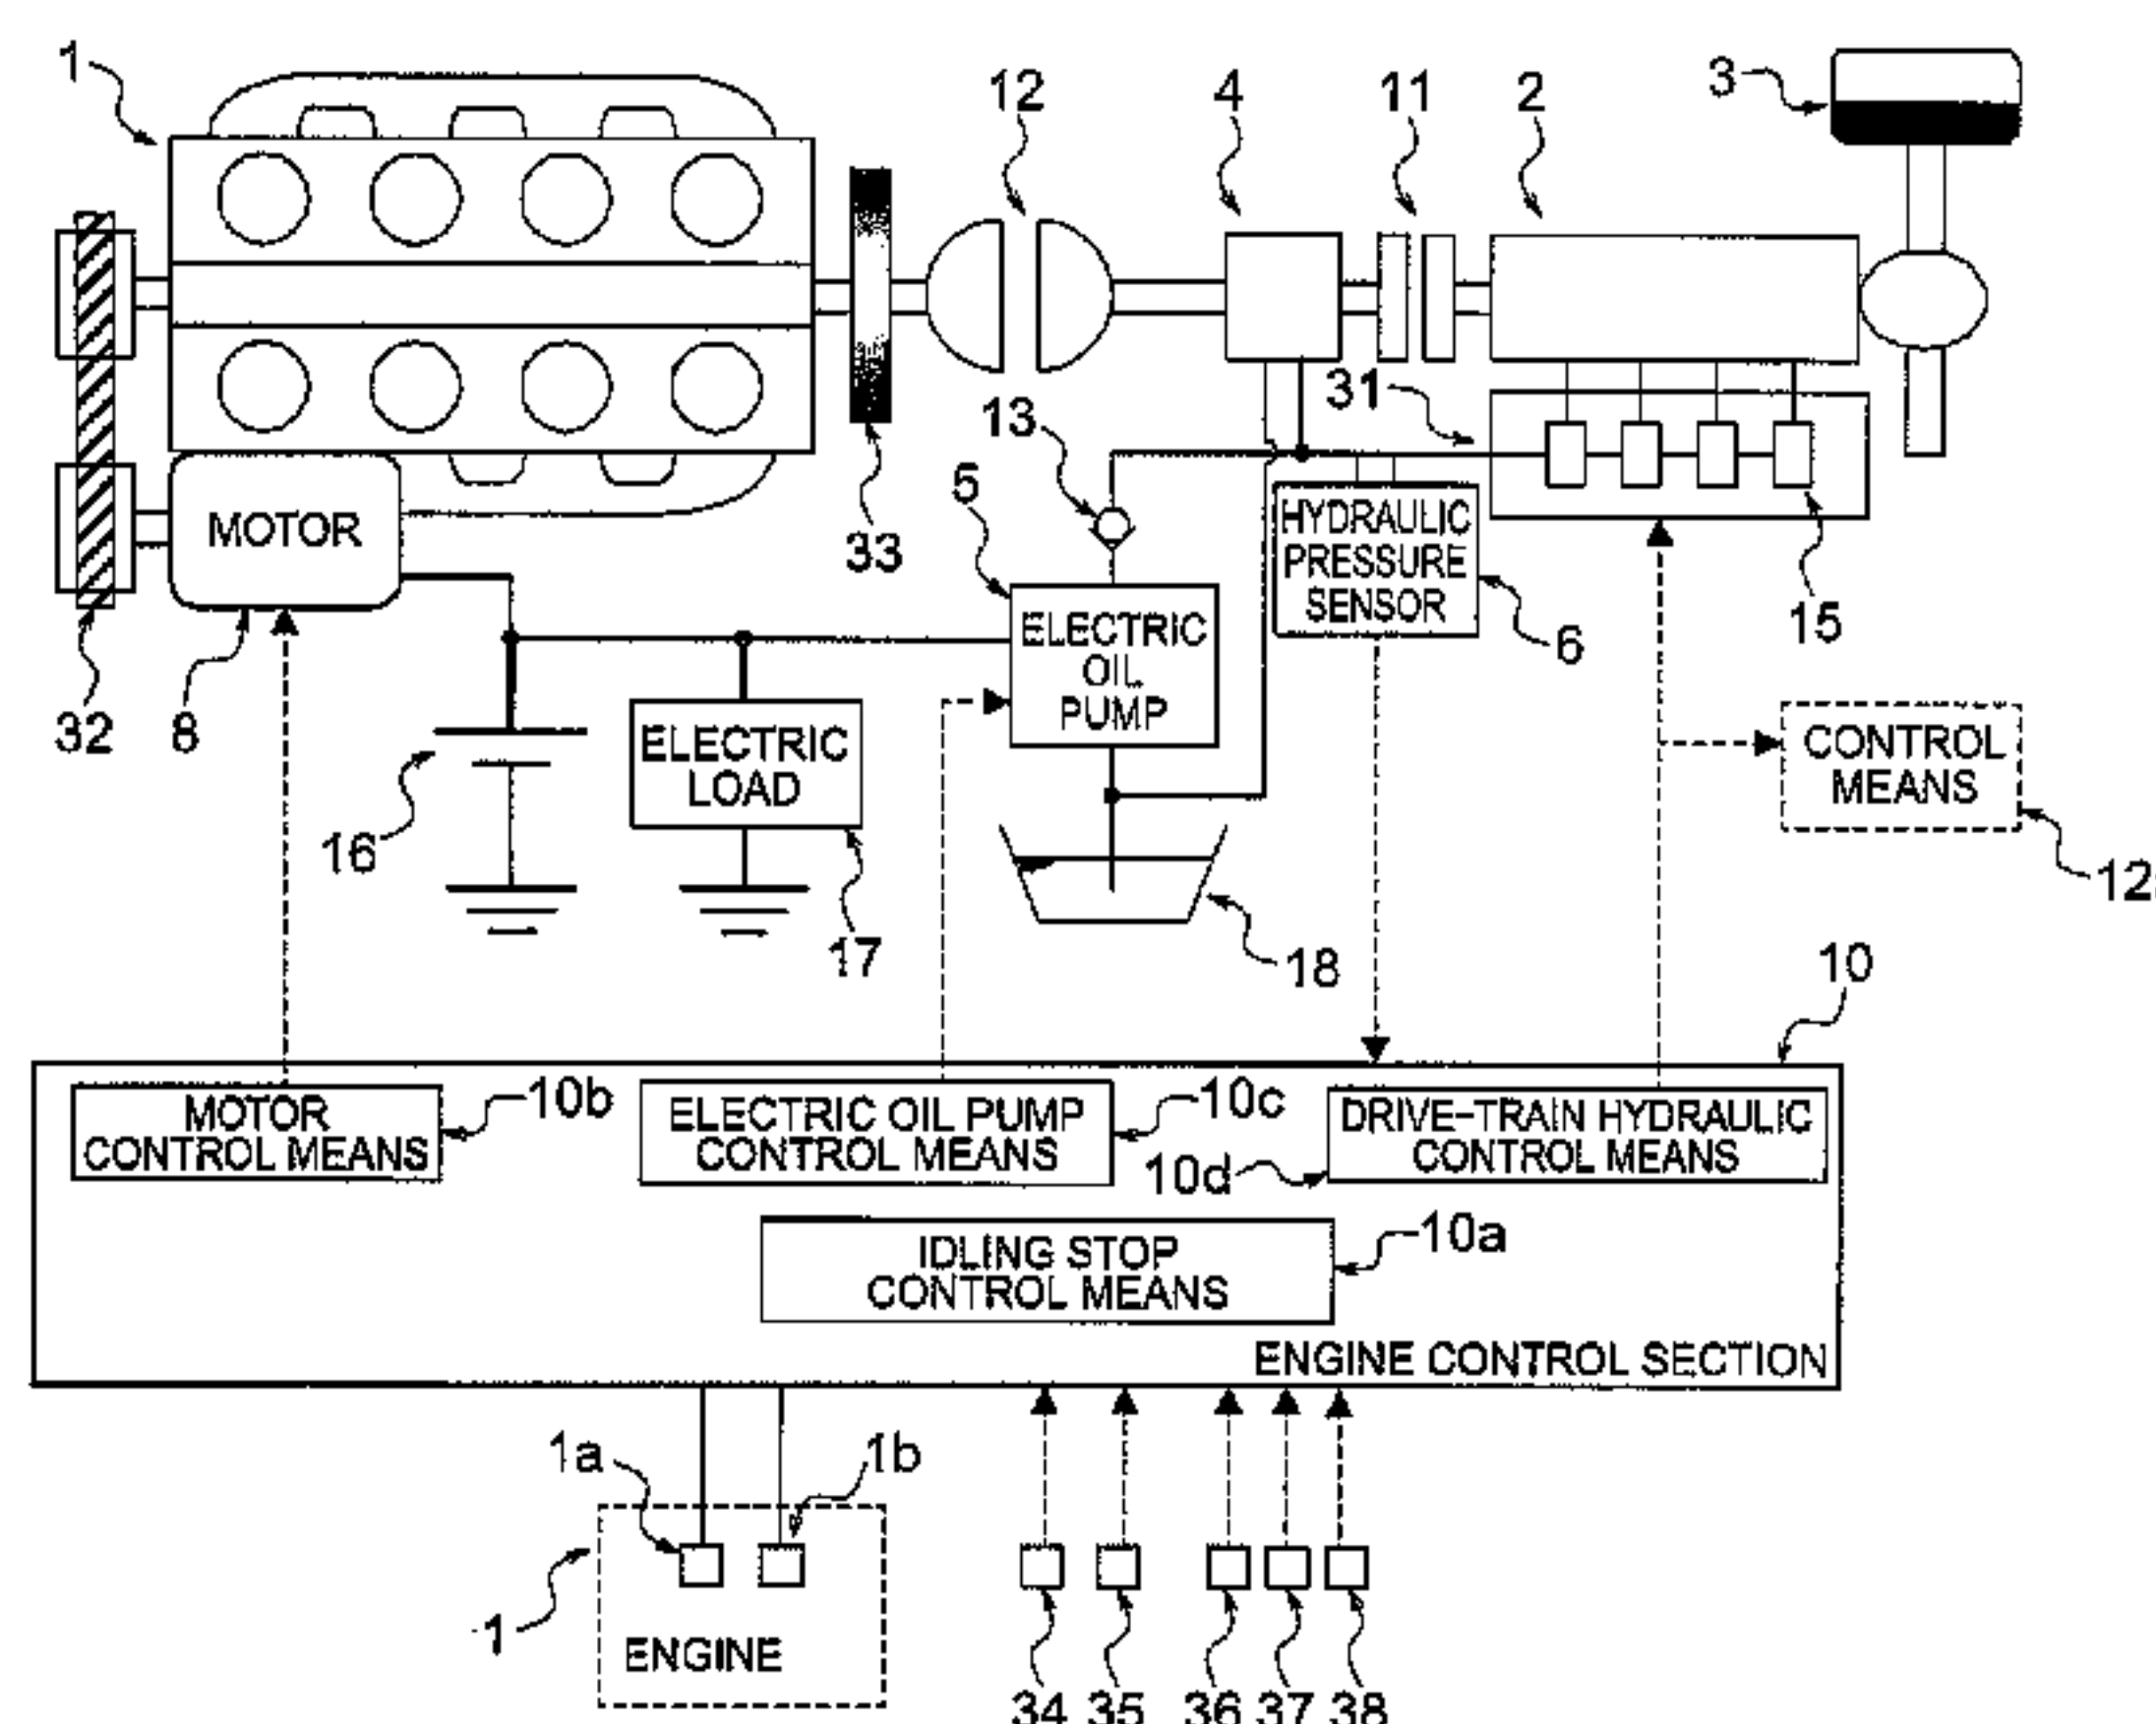 1
12
4
11
2
3
31
13
5
MOTOR
33
HYDRAULIC
PRESSURE
SENSOR
ELECTRIC
OIL
PUMP
6
15
32
8
ELECTRIC
LOAD
CONTROL
MEANS
16
17
18
12
10
MOTOR
CONTROL MEANS
10b
ELECTRIC OIL PUMP
CONTROL MEANS
10c
DRIVE-TRAIN HYDRAULIC
CONTROL MEANS
10d
IDLING STOP
CONTROL MEANS
10a
ENGINE CONTROL SECTION
1a
1b
1
ENGINE
34
35
36
37
38